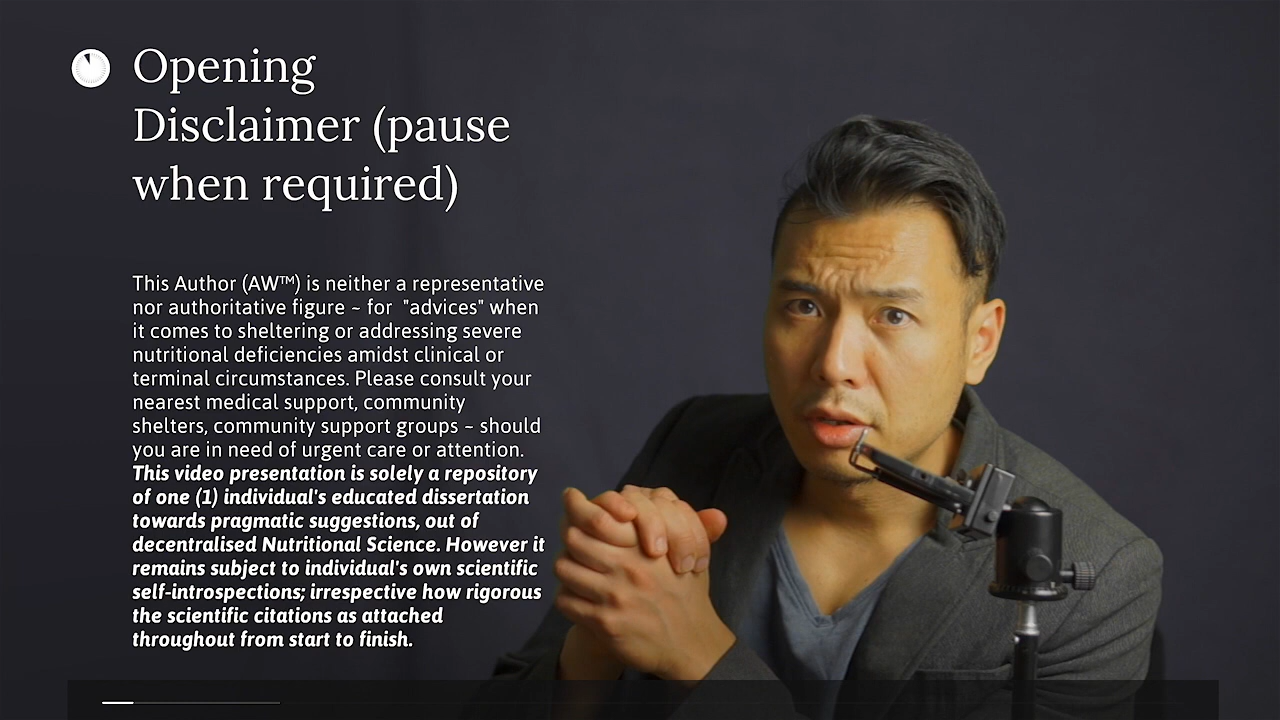 Opening
Disclaimer (pause
when required)
This Author (AW™) is neither a representative
nor authoritative figure ~ for  "advices" when
it comes to sheltering or addressing severe
nutritional deficiencies amidst clinical or
terminal circumstances. Please consult your
nearest medical support, community
shelters, community support groups ~ should
you are in need of urgent care or attention.
This video presentation is solely a repository
of one (1) individual's educated dissertation
towards pragmatic suggestions, out of
decentralised Nutritional Science. However it
remains subject to individual's own scientific
self-introspections; irrespective how rigorous
the scientific citations as attached
throughout from start to finish.